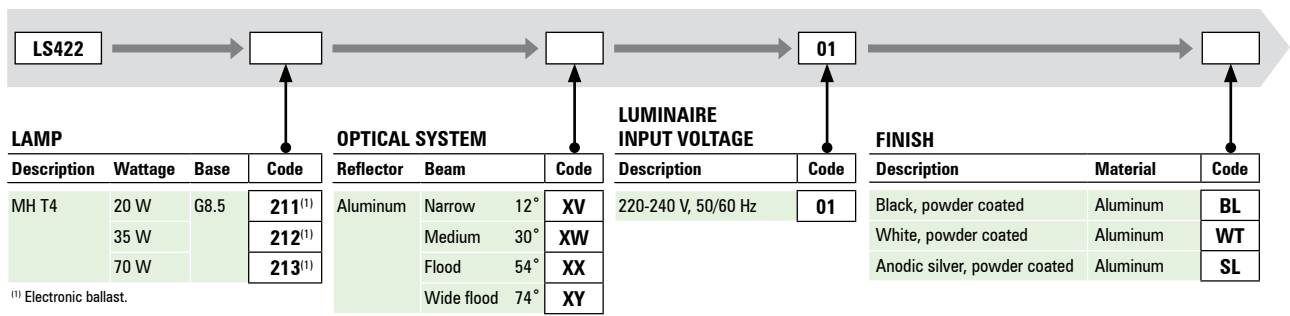 LS422
01
LAMP
Description Wattage Base Code
MH T4 20 W G8.5 211(1)
35 W 212(1)
70 W 213(1)
(1) Electronic ballast.
OPTICAL SYSTEM
Reflector Beam Code
Aluminum Narrow 12° XV
Medium 30° XW
Flood 54° XX
Wide flood 74° XY
LUMINAIRE
INPUT VOLTAGE
Description Code
220-240 V, 50/60 Hz 01
FINISH
Description Material Code
Black, powder coated Aluminum BL
White, powder coated Aluminum WT
Anodic silver, powder coated Aluminum SL